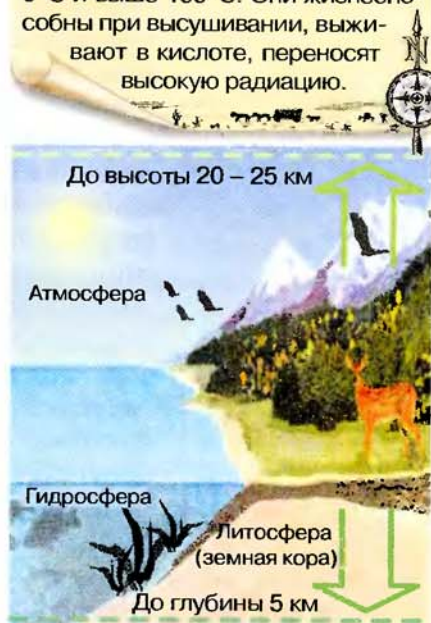 собны при высушивании, выжи-
вают в кислоте, переносят
высокую радиацию.
N
До высоты 20 – 25 км
Атмосфера
Гидросфера
Литосфера
(земная кора)
До глубины 5 км